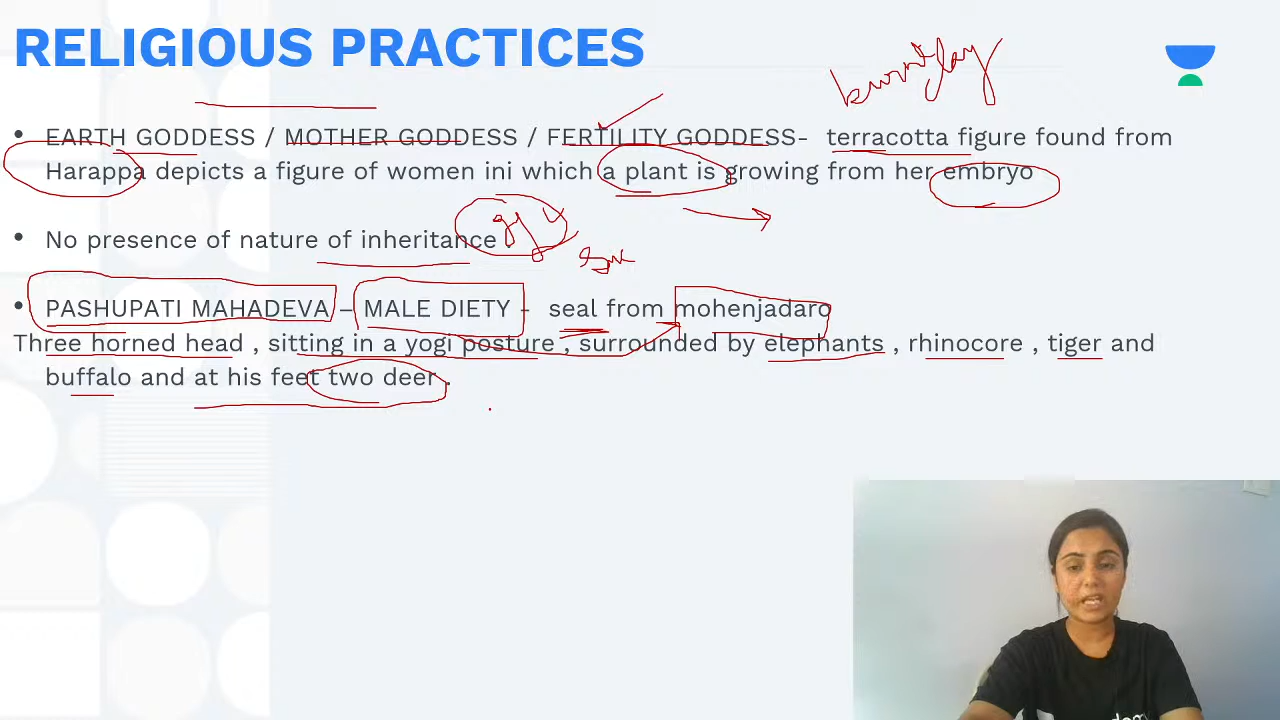 RELIGIOUS PRACTICES
burnt clay
• EARTH GODDESS / MOTHER GODDESS / FERTILITY GODDESS- terracotta figure found from
Harappa depicts a figure of women ini which a plant is growing from her embryo
• No presence of nature of inheritance
• PASHUPATI MAHADEVA – MALE DIETY - seal from mohenjadaro
Three horned head , sitting in a yogi posture , surrounded by elephants , rhinocore , tiger and
buffalo and at his feet two deer .